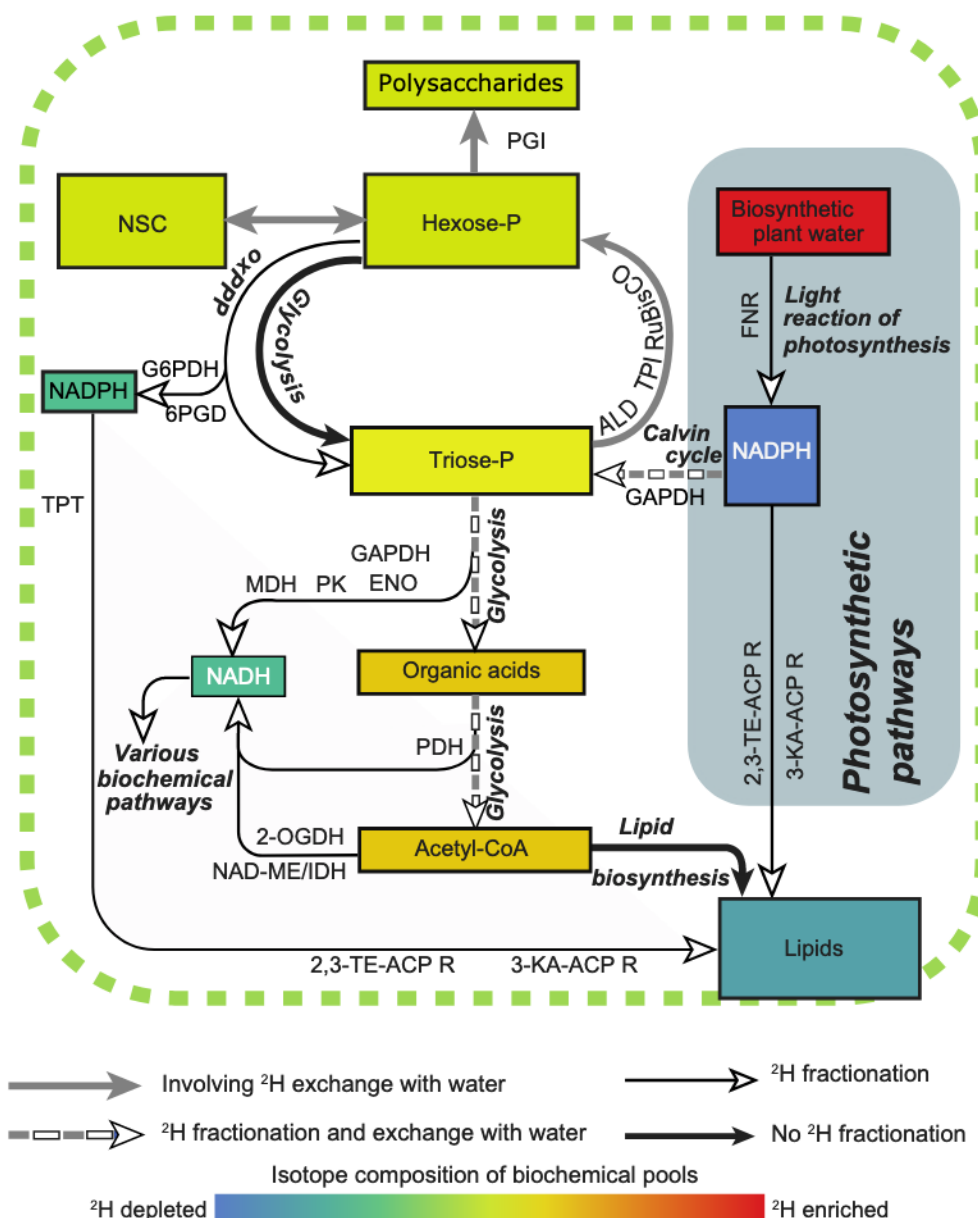 Polysaccharides
PGI
NSC
Hexose-P
Biosynthetic
plant water
oxPPP
Glycolysis
ALD TPI RuBisCO
FNR
Light
reaction of
photosynthesis
G6PDH
NADPH
6PGD
Triose-P
Calvin
cycle
NADPH
GAPDH
TPT
GAPDH
MDH PK ENO
Glycolysis
NADH
Organic acids
2,3-TE-ACP R
3-KA-ACP R
Photosynthetic
pathways
Various
biochemical
pathways
PDH
Glycolysis
2-OGDH
NAD-ME/IDH
Acetyl-CoA
Lipid
biosynthesis
2,3-TE-ACP R 3-KA-ACP R
Lipids
Involving ²H exchange with water
²H fractionation
²H fractionation and exchange with water
No ²H fractionation
Isotope composition of biochemical pools
²H depleted
²H enriched